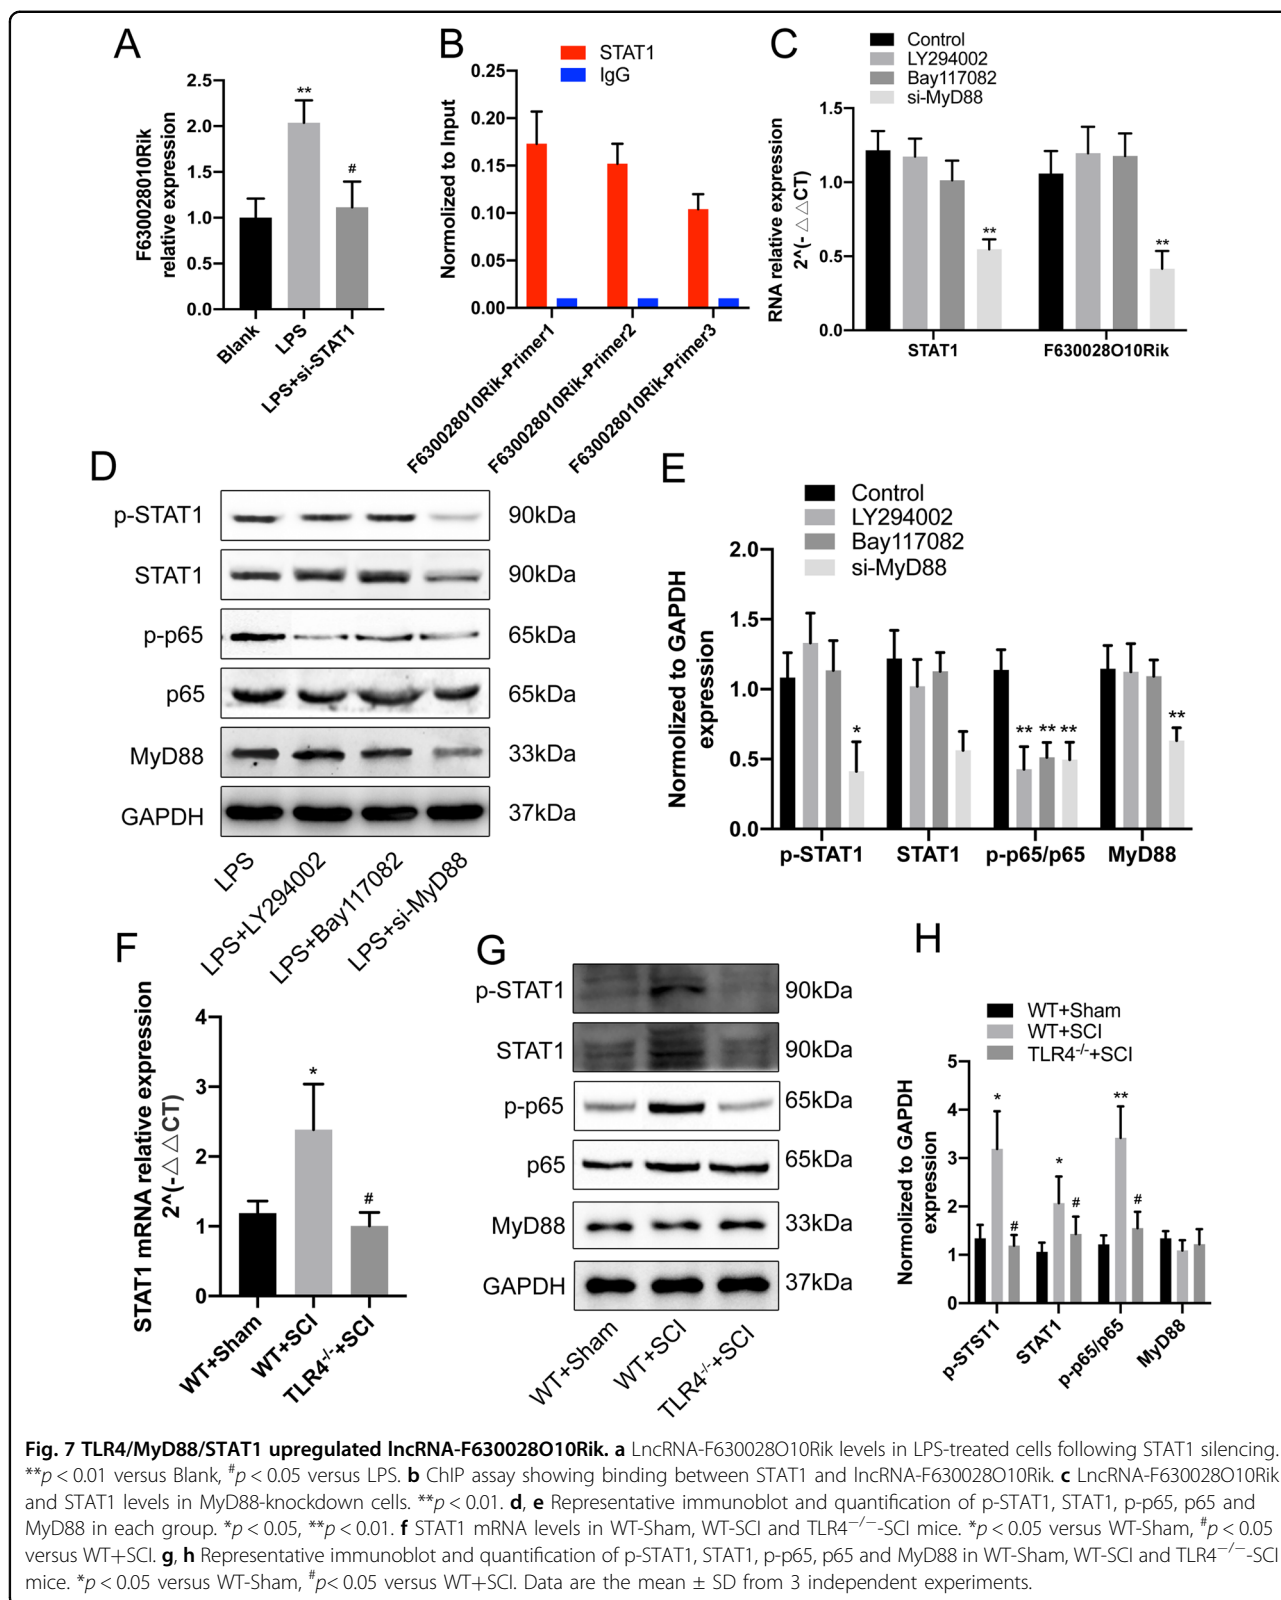 A
F630028010Rik
relative expression
2.5
2.0
1.5
1.0
0.5
0.0
**
#
Blank
LPS
LPS+si-STAT1
B
STAT1
IgG
Normolized to Input
0.25
0.20
0.15
0.10
0.05
0.00
F630028010Rik-Primer1
F630028010Rik-Primer2
F630028010Rik-Primer3
C
Control
LY294002
Bay117082
si-MyD88
RNA relative expression
2^(-△△CT)
1.5
1.0
0.5
0.0
**
**
STAT1
F630028O10Rik
D
p-STAT1 90kDa
STAT1 90kDa
p-p65 65kDa
p65 65kDa
MyD88 33kDa
GAPDH 37kDa
LPS
LPS+LY294002
LPS+Bay117082
LPS+si-MyD88
E
Control
LY294002
Bay117082
si-MyD88
Normolized to GAPDH
expression
2.0
1.5
1.0
0.5
0.0
*
** ** **
**
p-STAT1
STAT1
p-p65/p65
MyD88
F
STAT1 mRNA relative expression
2^(-△△CT)
4
3
2
1
0
*
#
WT+Sham
WT+SCI
TLR4-/-+SCI
G
p-STAT1 90kDa
STAT1 90kDa
p-p65 65kDa
p65 65kDa
MyD88 33kDa
GAPDH 37kDa
WT+Sham
WT+SCI
TLR4-/-+SCI
H
WT+Sham
WT+SCI
TLR4-/-+SCI
Normolized to GAPDH
expression
5
4
3
2
1
0
*
#
*
#
**
#
p-STST1
STAT1
p-p65/p65
MyD88
Fig. 7 TLR4/MyD88/STAT1 upregulated lncRNA-F630028O10Rik. a LncRNA-F630028O10Rik levels in LPS-treated cells following STAT1 silencing.
**p < 0.01 versus Blank, #p < 0.05 versus LPS. b ChIP assay showing binding between STAT1 and lncRNA-F630028O10Rik. c LncRNA-F630028O10Rik
and STAT1 levels in MyD88-knockdown cells. **p < 0.01. d, e Representative immunoblot and quantification of p-STAT1, STAT1, p-p65, p65 and
MyD88 in each group. *p < 0.05, **p < 0.01. f STAT1 mRNA levels in WT-Sham, WT-SCI and TLR4−/−-SCI mice. *p < 0.05 versus WT-Sham, #p < 0.05
versus WT+SCI. g, h Representative immunoblot and quantification of p-STAT1, STAT1, p-p65, p65 and MyD88 in WT-Sham, WT-SCI and TLR4−/−-SCI
mice. *p < 0.05 versus WT-Sham, #p< 0.05 versus WT+SCI. Data are the mean ± SD from 3 independent experiments.